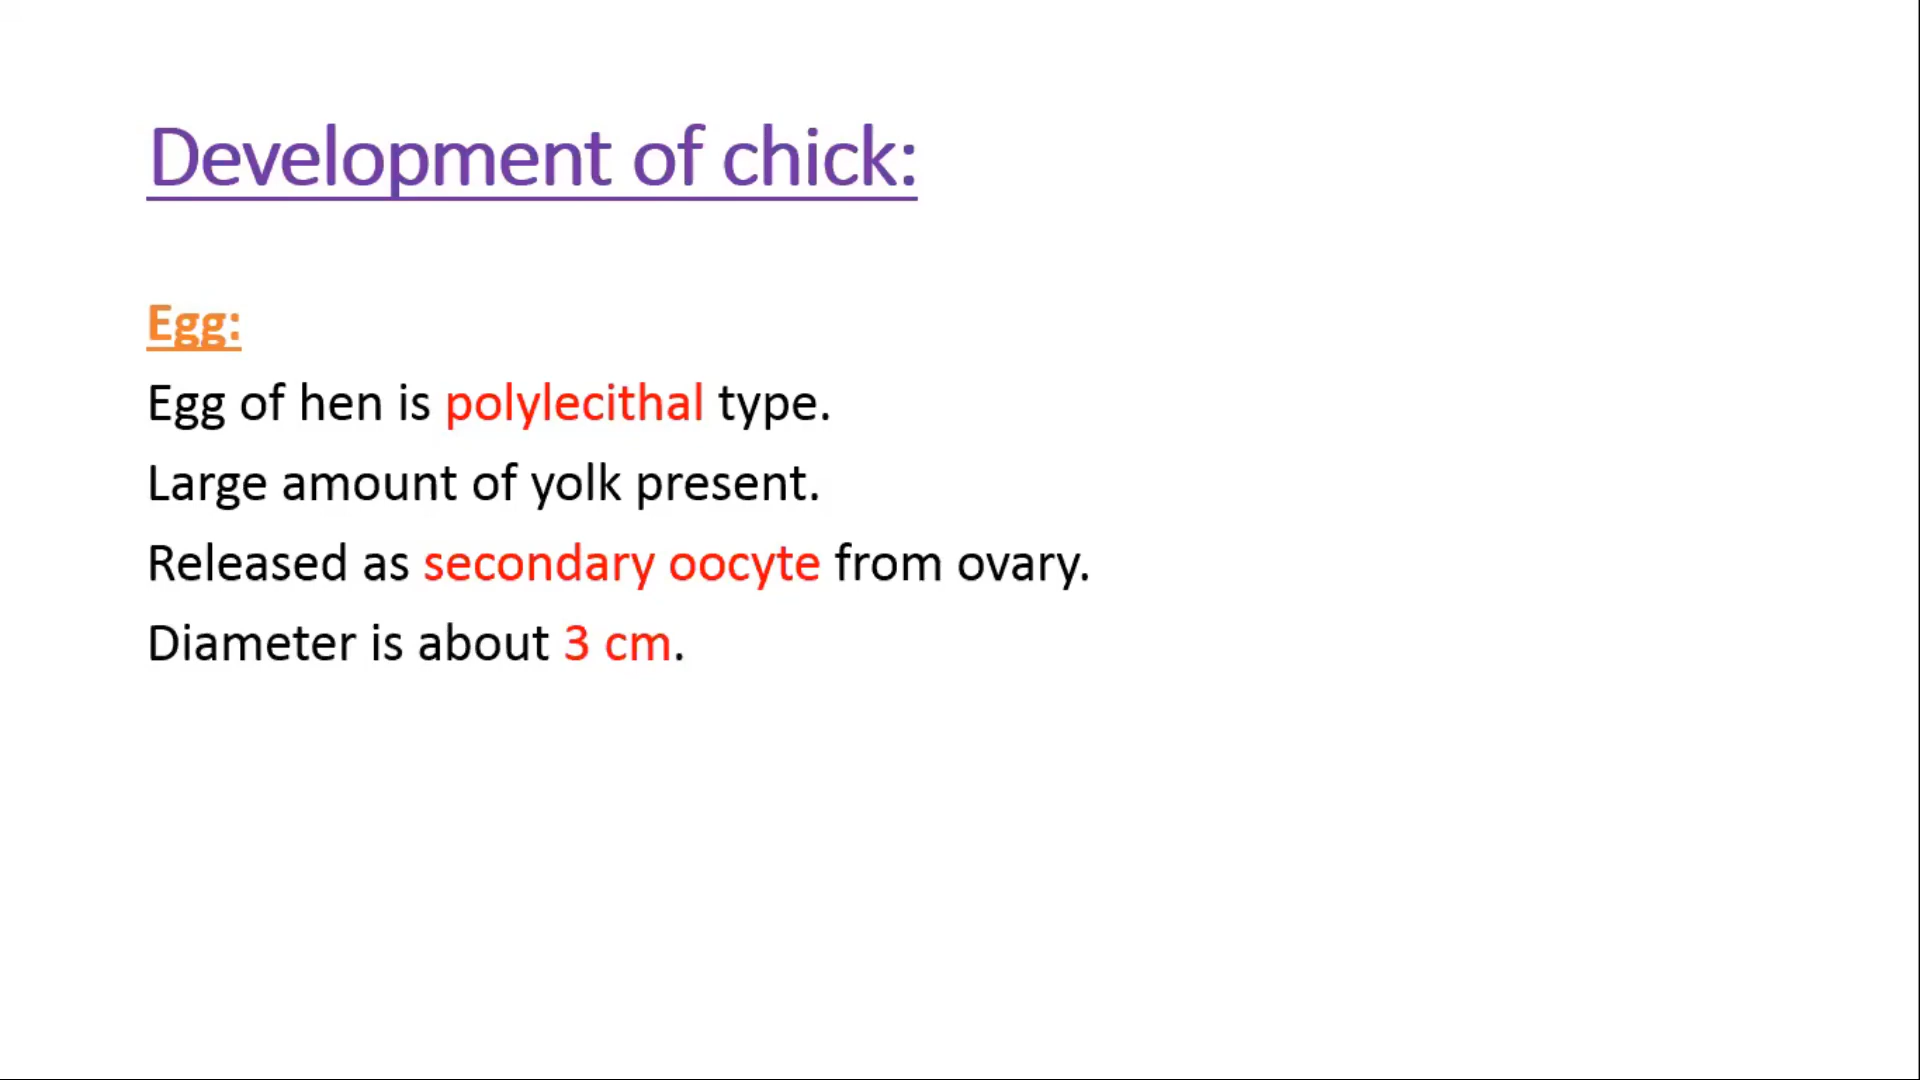 Development of chick:
Egg:
Egg of hen is polylecithal type.
Large amount of yolk present.
Released as secondary oocyte from ovary.
Diameter is about 3 cm.